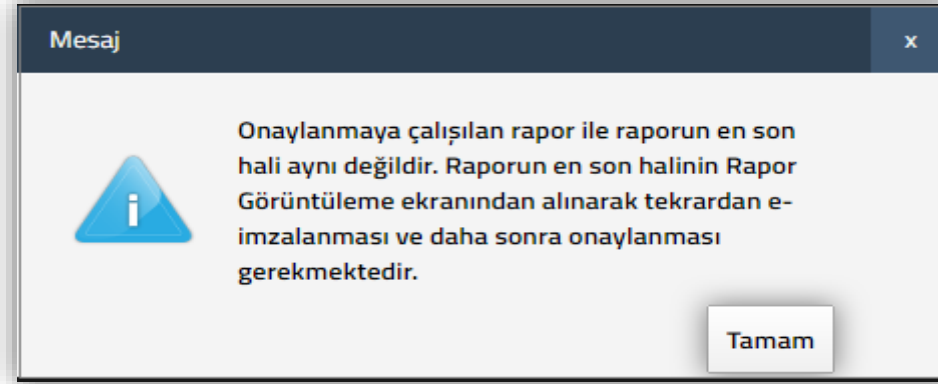 Mesaj
x
Onaylanmaya çalışılan rapor ile raporun en son
hali aynı değildir. Raporun en son halinin Rapor
Görüntüleme ekranından alınarak tekrardan e-
imzalanması ve daha sonra onaylanması
gerekmektedir.
Tamam